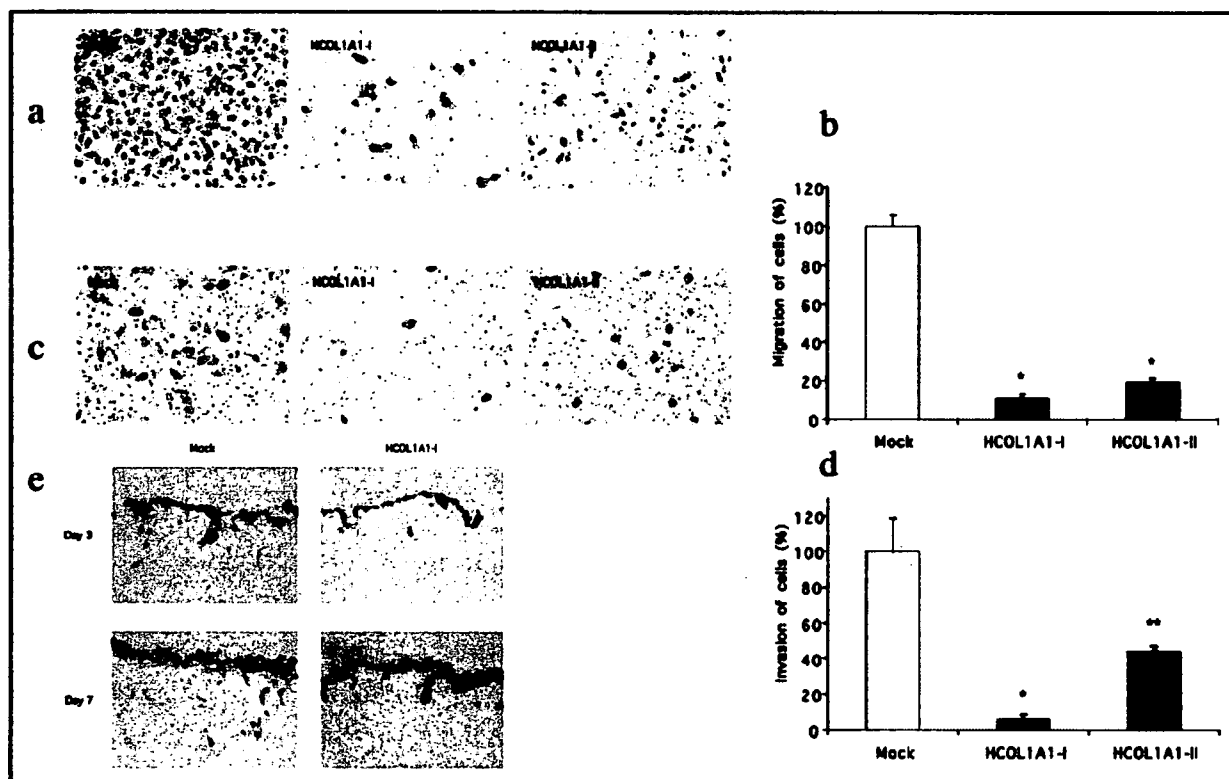 a
HCOL1A1-I
HCOL1A1-II
b
Migration of cells (%)
120
100
80
60
40
20
0
Mock
HCOL1A1-I
HCOL1A1-II
c
Mock
HCOL1A1-I
HCOL1A1-II
d
Invasion of cells (%)
120
100
80
60
40
20
0
Mock
HCOL1A1-I
HCOL1A1-II
e
Mock
HCOL1A1-I
Day 3
Day 7